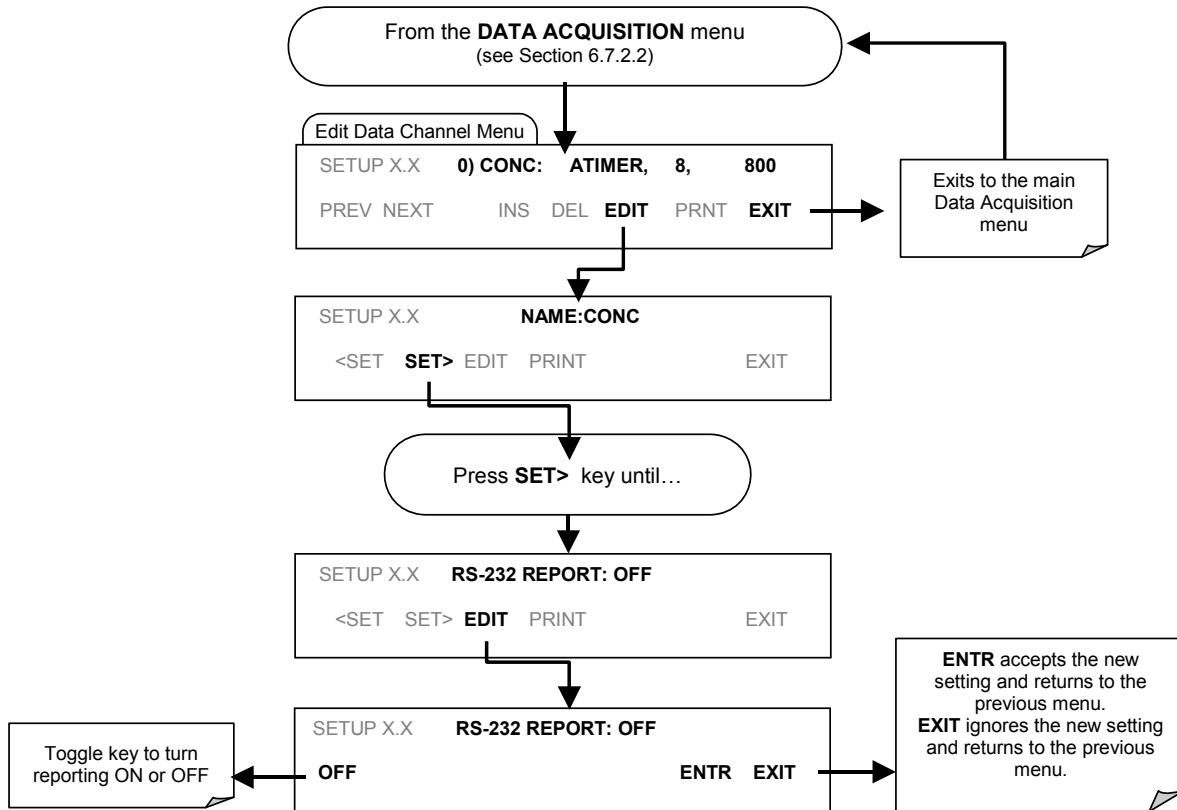 From the DATA ACQUISITION menu
(see Section 6.7.2.2)
Edit Data Channel Menu
SETUP X.X 0) CONC: ATIMER, 8, 800
PREV NEXT INS DEL EDIT PRNT EXIT
Exits to the main
Data Acquisition
menu
SETUP X.X NAME:CONC
<SET SET> EDIT PRINT EXIT
Press SET> key until…
SETUP X.X RS-232 REPORT: OFF
<SET SET> EDIT PRINT EXIT
SETUP X.X RS-232 REPORT: OFF
OFF ENTR EXIT
Toggle key to turn
reporting ON or OFF
ENTR accepts the new
setting and returns to the
previous menu.
EXIT ignores the new setting
and returns to the previous
menu.